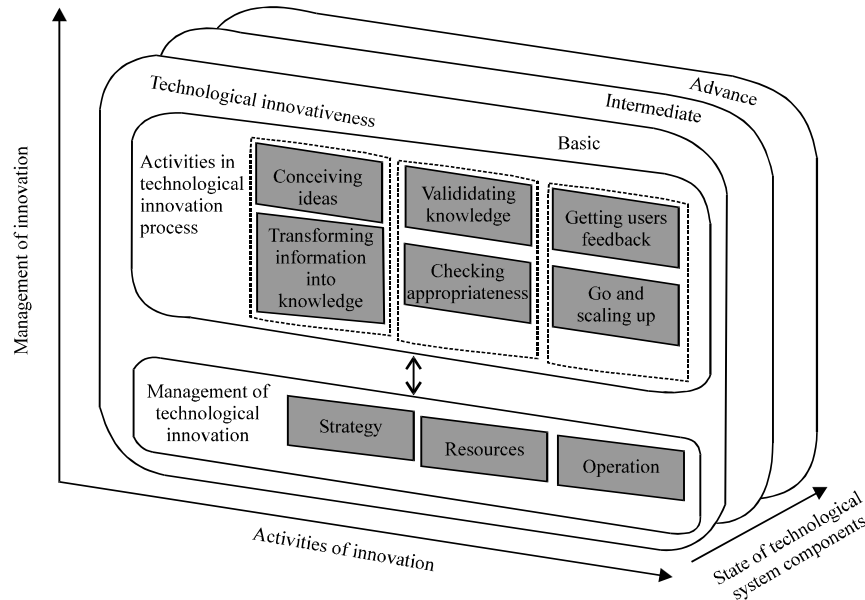 Advance
Intermediate
Technological innovativeness
Basic
Management of innovation
Activities in
technological
innovation
process
Conceiving
ideas
Transforming
information
into
knowledge
Valididating
knowledge
Checking
appropriateness
Getting users
feedback
Go and
scaling up
Management of
technological
innovation
Strategy
Resources
Operation
Activities of innovation
State of technological
system components